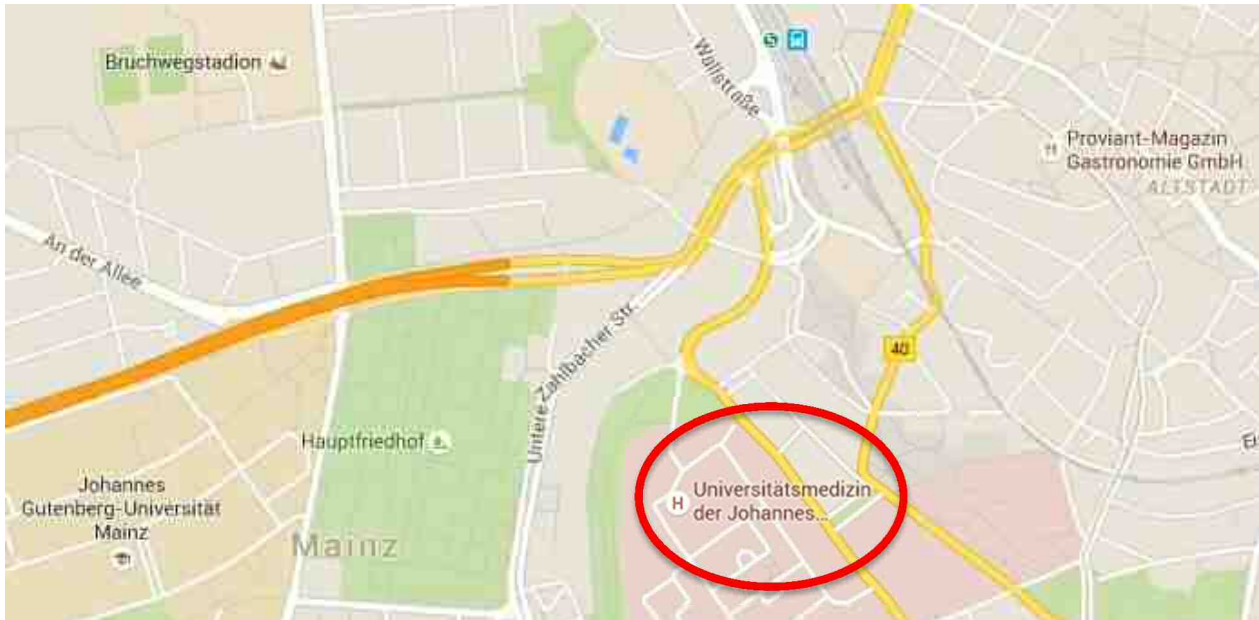 Bruchwegstadion
Wallstraße
Proviant-Magazin
Gastronomie GmbH
ALTSTADT
An der Allee
Untere Zahlbacher Str.
40
Hauptfriedhof
Johannes
Gutenberg-Universität
Mainz
Mainz
H
Universitätsmedizin
der Johannes...